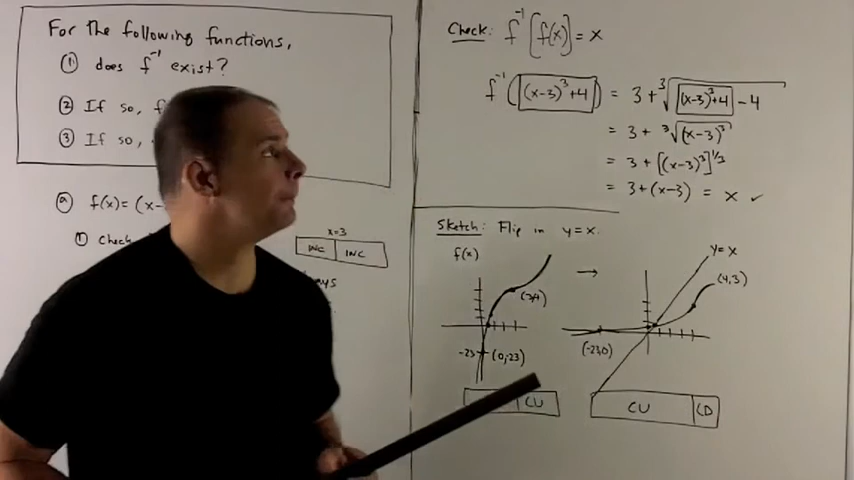 For the following functions,
① does f⁻¹ exist?
② If so, f
③ If so,
ⓐ f(x)= (x-
① Check
x=3
INC INC
ays
Check: f⁻¹[f(x)] = x
f⁻¹((x-3)³+4) = 3+∛((x-3)³+4-4)
= 3+ ∛(x-3)³
= 3+ [(x-3)³]^1/3
= 3+(x-3) = x ✓
Sketch: Flip in y=x.
f(x)
(3,4)
-23 (0,-23)
CU
→
y=x
(4,3)
(-23,0)
CU CD